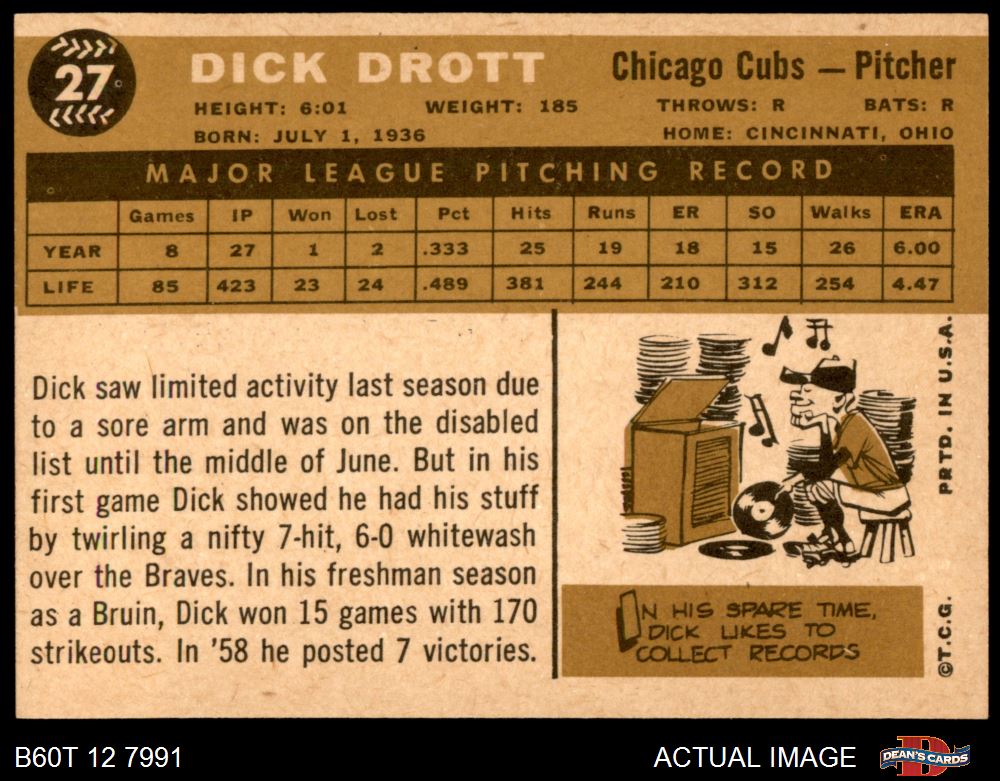 27
DICK DROTT
Chicago Cubs — Pitcher
HEIGHT: 6:01 WEIGHT: 185 THROWS: R BATS: R
BORN: JULY 1, 1936 HOME: CINCINNATI, OHIO
MAJOR LEAGUE PITCHING RECORD
Games IP Won Lost Pct Hits Runs ER SO Walks ERA
YEAR 8 27 1 2 .333 25 19 18 15 26 6.00
LIFE 85 423 23 24 .489 381 244 210 312 254 4.47
Dick saw limited activity last season due
to a sore arm and was on the disabled
list until the middle of June. But in his
first game Dick showed he had his stuff
by twirling a nifty 7-hit, 6-0 whitewash
over the Braves. In his freshman season
as a Bruin, Dick won 15 games with 170
strikeouts. In '58 he posted 7 victories.
IN HIS SPARE TIME,
DICK LIKES TO
COLLECT RECORDS
©T.C.G. PRTD. IN U.S.A.
B60T 12 7991
ACTUAL IMAGE
DEAN'S CARDS